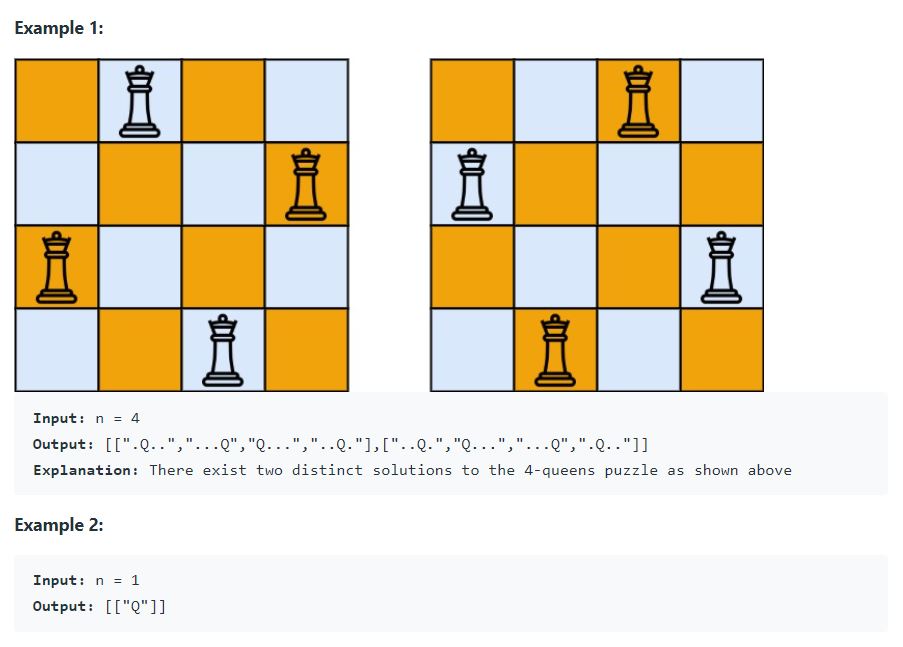 Example 1:
Input: n = 4
Output: [[".Q..","...Q","Q...","..Q."],["..Q.","Q...","...Q",".Q.."]]
Explanation: There exist two distinct solutions to the 4-queens puzzle as shown above
Example 2:
Input: n = 1
Output: [["Q"]]